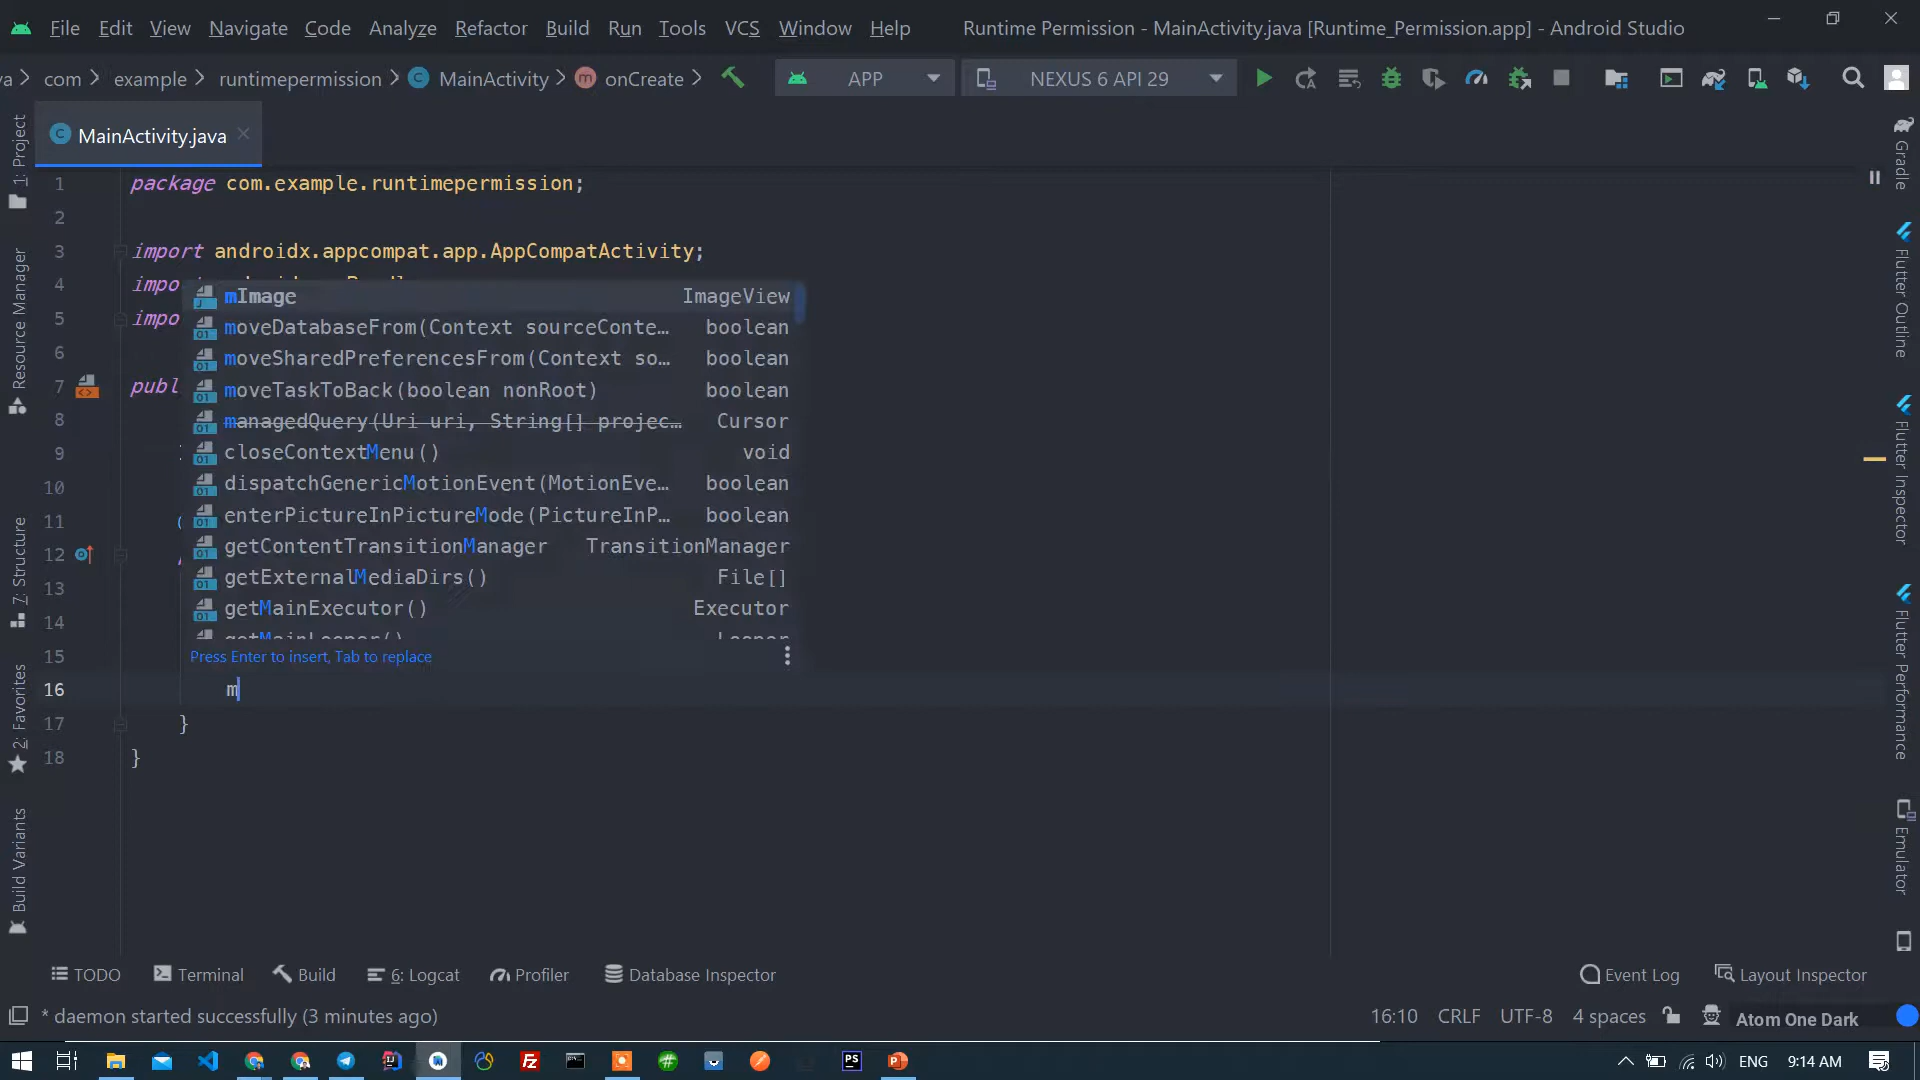 File Edit View Navigate Code Analyze Refactor Build Run Tools VCS Window Help Runtime Permission - MainActivity.java [Runtime_Permission.app] - Android Studio
va com example runtimepermission MainActivity onCreate APP NEXUS 6 API 29
MainActivity.java
1 package com.example.runtimepermission;
2
3 import androidx.appcompat.app.AppCompatActivity;
4 impo
5 impo
6
7 publ
8
9
10
11
12
13
14
15
16 m
17 }
18 }
mImage ImageView
moveDatabaseFrom(Context sourceConte… boolean
moveSharedPreferencesFrom(Context so… boolean
moveTaskToBack(boolean nonRoot) boolean
managedQuery(Uri uri, String[] projec… Cursor
closeContextMenu() void
dispatchGenericMotionEvent(MotionEve… boolean
enterPictureInPictureMode(PictureInP… boolean
getContentTransitionManager TransitionManager
getExternalMediaDirs() File[]
getMainExecutor() Executor
getMainLooper() Looper
Press Enter to insert, Tab to replace
1: Project
Resource Manager
7: Structure
2: Favorites
Build Variants
Gradle
Flutter Outline
Flutter Inspector
Flutter Performance
Emulator
TODO Terminal Build 6: Logcat Profiler Database Inspector Event Log Layout Inspector
* daemon started successfully (3 minutes ago) 16:10 CRLF UTF-8 4 spaces Atom One Dark
ENG 9:14 AM